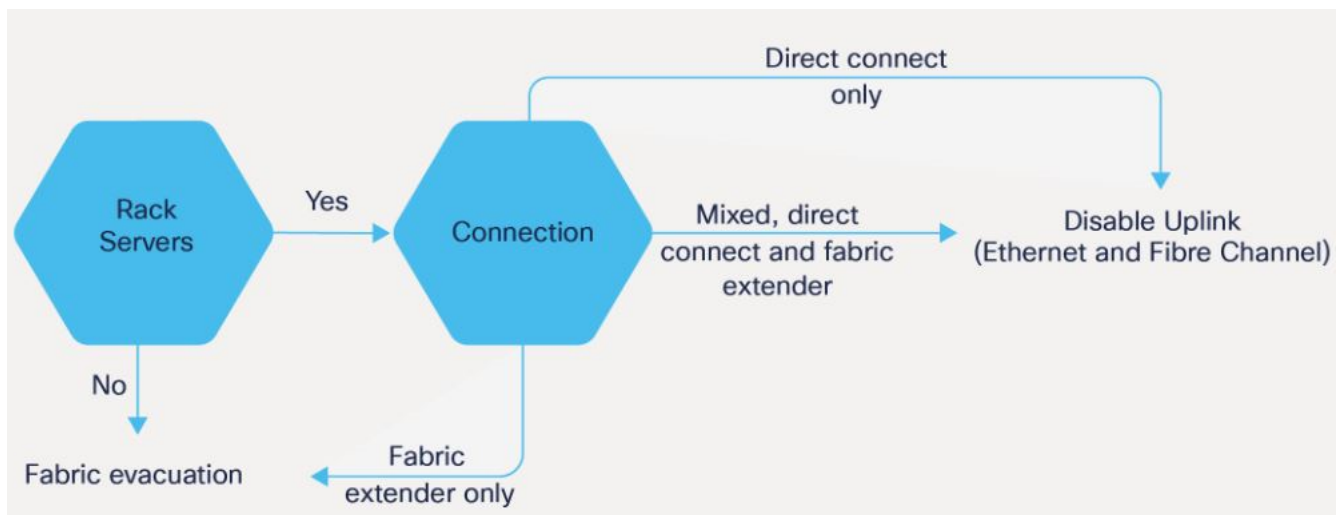 Direct connect
only
Rack
Servers
Yes
Connection
Mixed, direct
connect and fabric
extender
Disable Uplink
(Ethernet and Fibre Channel)
No
Fabric evacuation
Fabric
extender only